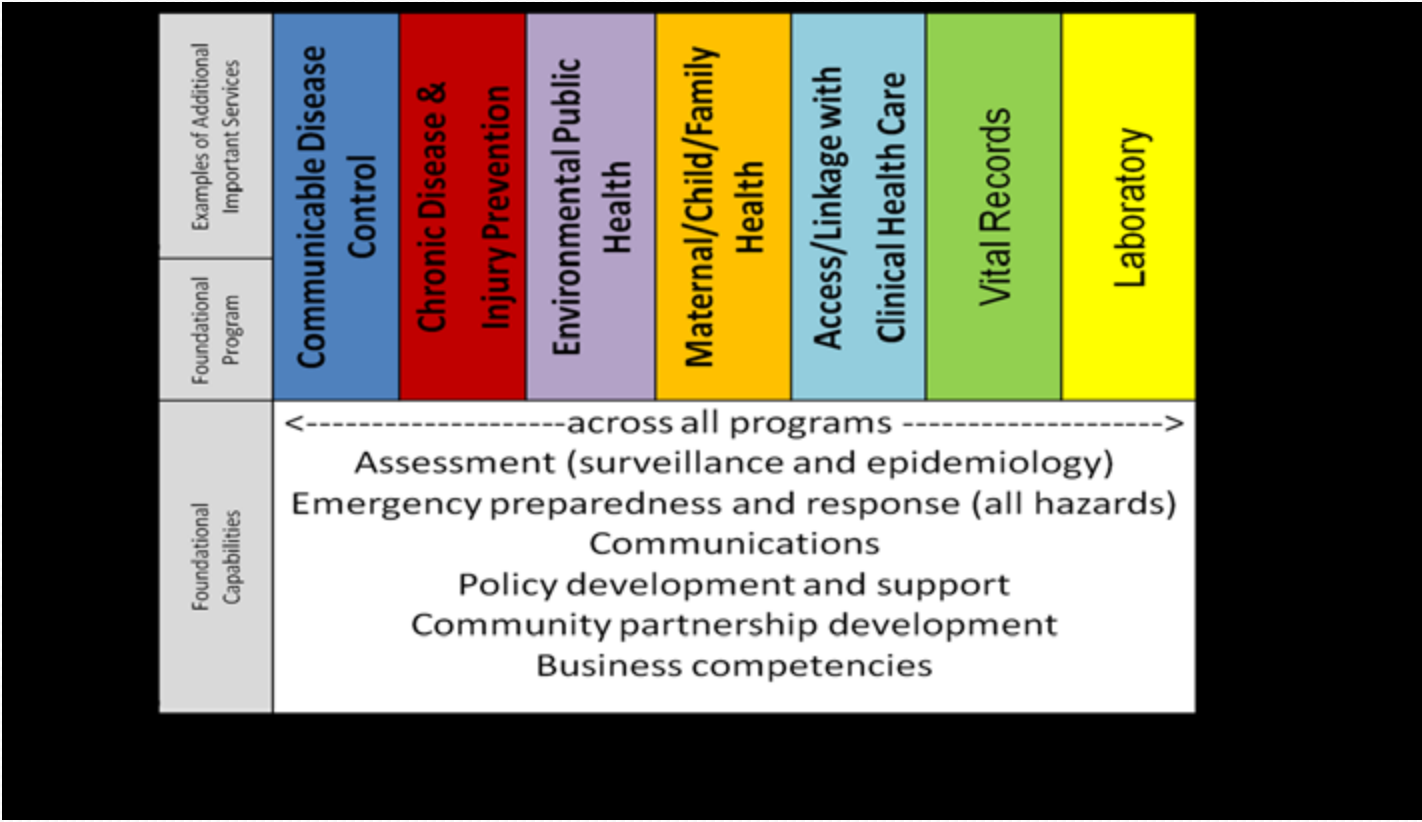 Examples of Additional
Important Services
Foundational
Program
Communicable Disease
Control
Chronic Disease &
Injury Prevention
Environmental Public
Health
Maternal/Child/Family
Health
Access/Linkage with
Clinical Health Care
Vital Records
Laboratory
Foundational
Capabilities
<--------------------across all programs -------------------->
Assessment (surveillance and epidemiology)
Emergency preparedness and response (all hazards)
Communications
Policy development and support
Community partnership development
Business competencies